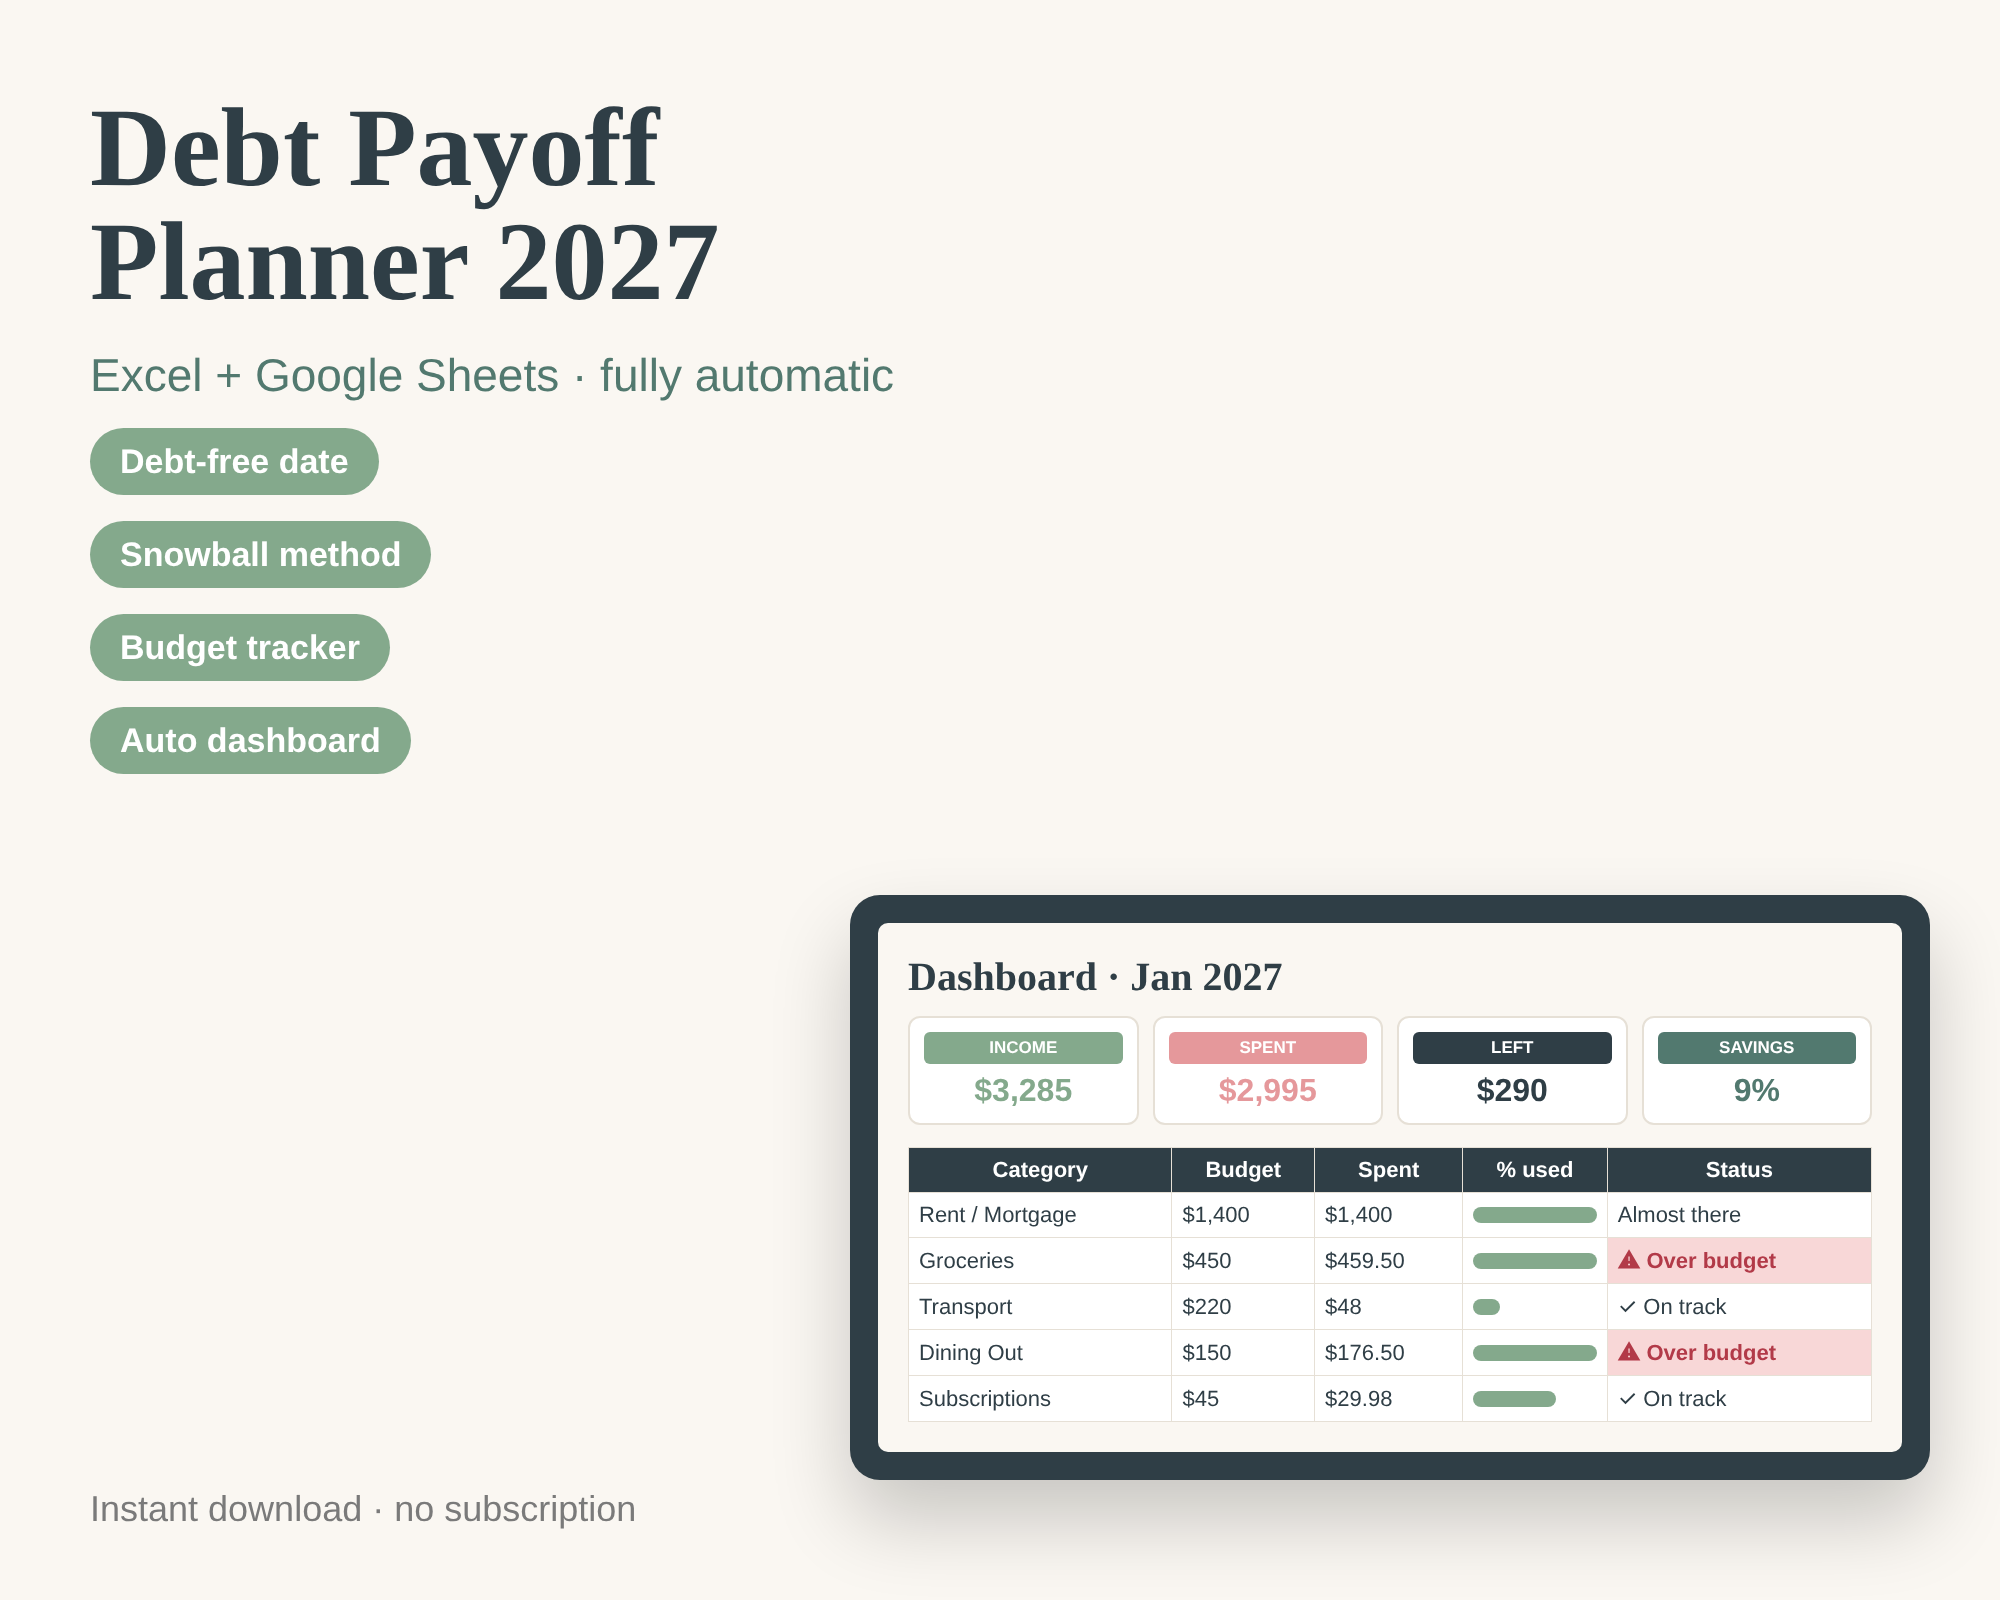 Debt Payoff
Planner 2027
Excel + Google Sheets · fully automatic
Debt-free date
Snowball method
Budget tracker
Auto dashboard
Dashboard · Jan 2027
INCOME SPENT LEFT SAVINGS
$3,285 $2,995 $290 9%
Category Budget Spent % used Status
Rent / Mortgage $1,400 $1,400 Almost there
Groceries $450 $459.50 ⚠ Over budget
Transport $220 $48 ✓ On track
Dining Out $150 $176.50 ⚠ Over budget
Subscriptions $45 $29.98 ✓ On track
Instant download · no subscription